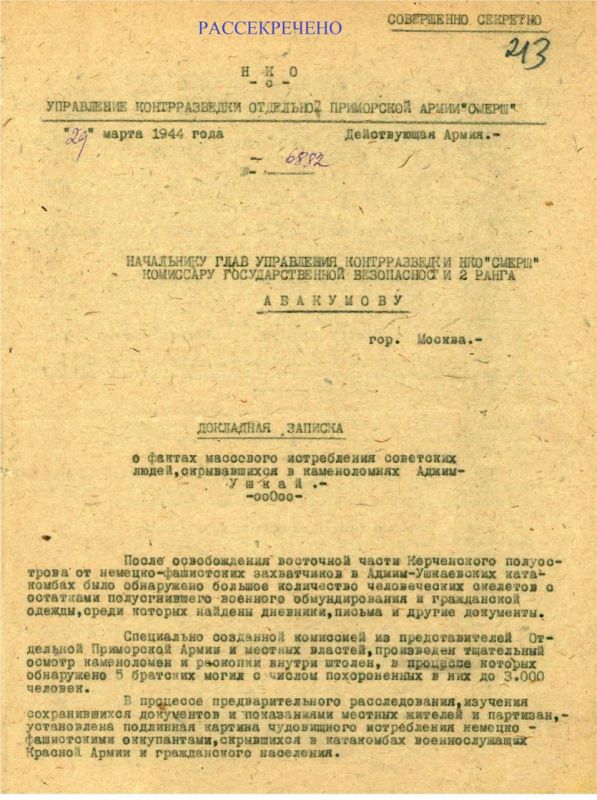 РАССЕКРЕЧЕНО
СОВЕРШЕННО СЕКРЕТНО
213
Н К О
- с -
УПРАВЛЕНИЕ КОНТРРАЗВЕДКИ ОТДЕЛЬНОЙ ПРИМОРСКОЙ АРМИИ"СМЕРШ".
"29" марта 1944 года Действующая Армия.-
6882
НАЧАЛЬНИКУ ГЛАВ УПРАВЛЕНИЯ КОНТРРАЗВЕДКИ НКО"СМЕРШ"
КОМИССАРУ ГОСУДАРСТВЕННОЙ БЕЗОПАСНОСТИ 2 РАНГА
А Б А К У М О В У
гор. Москва.-
ДОКЛАДНАЯ ЗАПИСКА
о фактах массового истребления советских
людей,скрывавшихся в каменоломнях Аджим-
У ш к а й .-
-ооОоо-
После освобождения восточной части Керченского полуос-
трова от немецко-фашистских захватчиков в Аджим-Ушкаевских ката-
комбах было обнаружено большое количество человеческих скелетов с
остатками полусгнившего военного обмундирования и гражданской
одежды,среди которых найдены дневники,письма и другие документы.
Специально созданной комиссией из представителей От-
дельной Приморской Армии и местных властей,произведен тщательный
осмотр каменоломен и раскопки внутри штолен, в процессе которых
обнаружено 5 братских могил с числом похороненных в них до 3.000
человек.
В процессе предварительного расследования,изучения
сохранившихся документов и показаниями местных жителей и партизан,-
установлена подлинная картина чудовищного истребления немецко -
фашистскими оккупантами,скрывшихся в катакомбах военнослужащих
Красной Армии и гражданского населения.